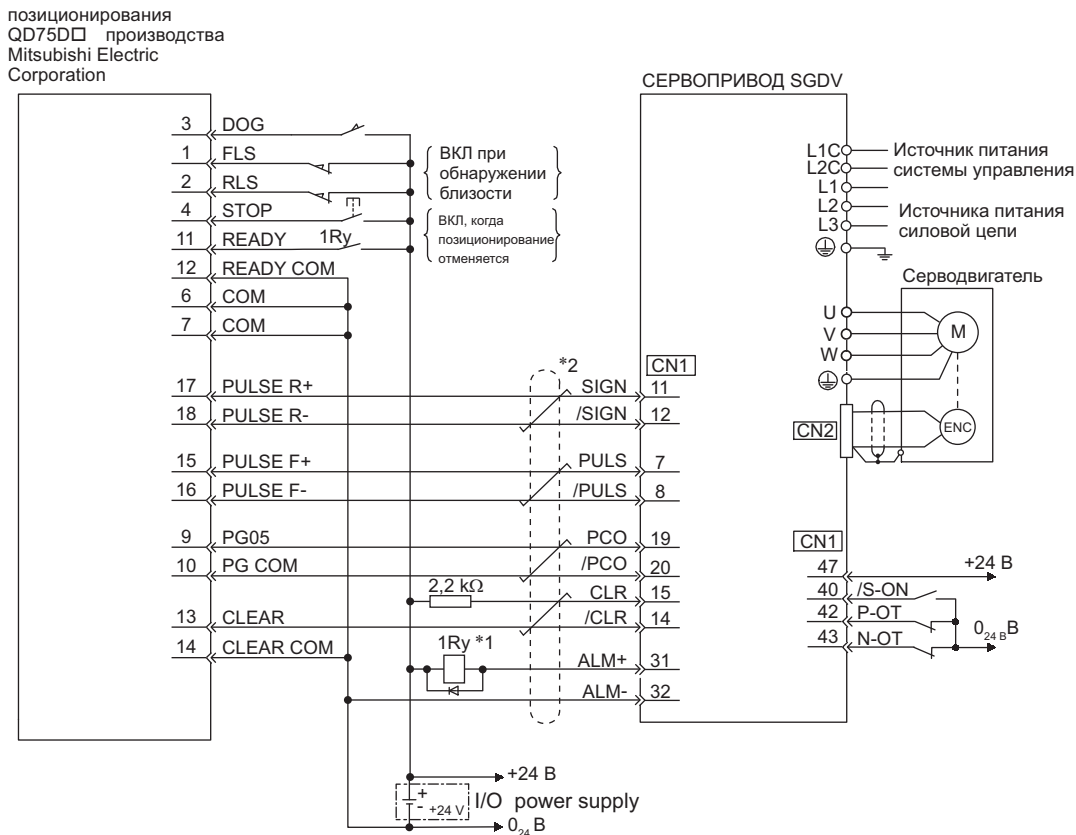 позиционирования
QD75D□ производства
Mitsubishi Electric
Corporation
СЕРВОПРИВОД SGDV
3 DOG
1 FLS
2 RLS
4 STOP
11 READY 1Ry
12 READY COM
6 COM
7 COM
ВКЛ при
обнаружении
близости
ВКЛ, когда
позиционирование
отменяется
L1C
L2C
L1
L2
L3
Источник питания
системы управления
Источника питания
силовой цепи
Серводвигатель
U
V
W
M
ENC
CN2
*2
CN1
17 PULSE R+ SIGN 11
18 PULSE R- /SIGN 12
15 PULSE F+ PULS 7
16 PULSE F- /PULS 8
9 PG05 PCO 19
10 PG COM /PCO 20
2,2 kΩ CLR 15
13 CLEAR /CLR 14
14 CLEAR COM
1Ry *1 ALM+ 31
ALM- 32
CN1
47 +24 В
40 /S-ON
42 P-OT
43 N-OT
0 24 В В
+24 В
+
- +24 V
I/O power supply
0 24 В